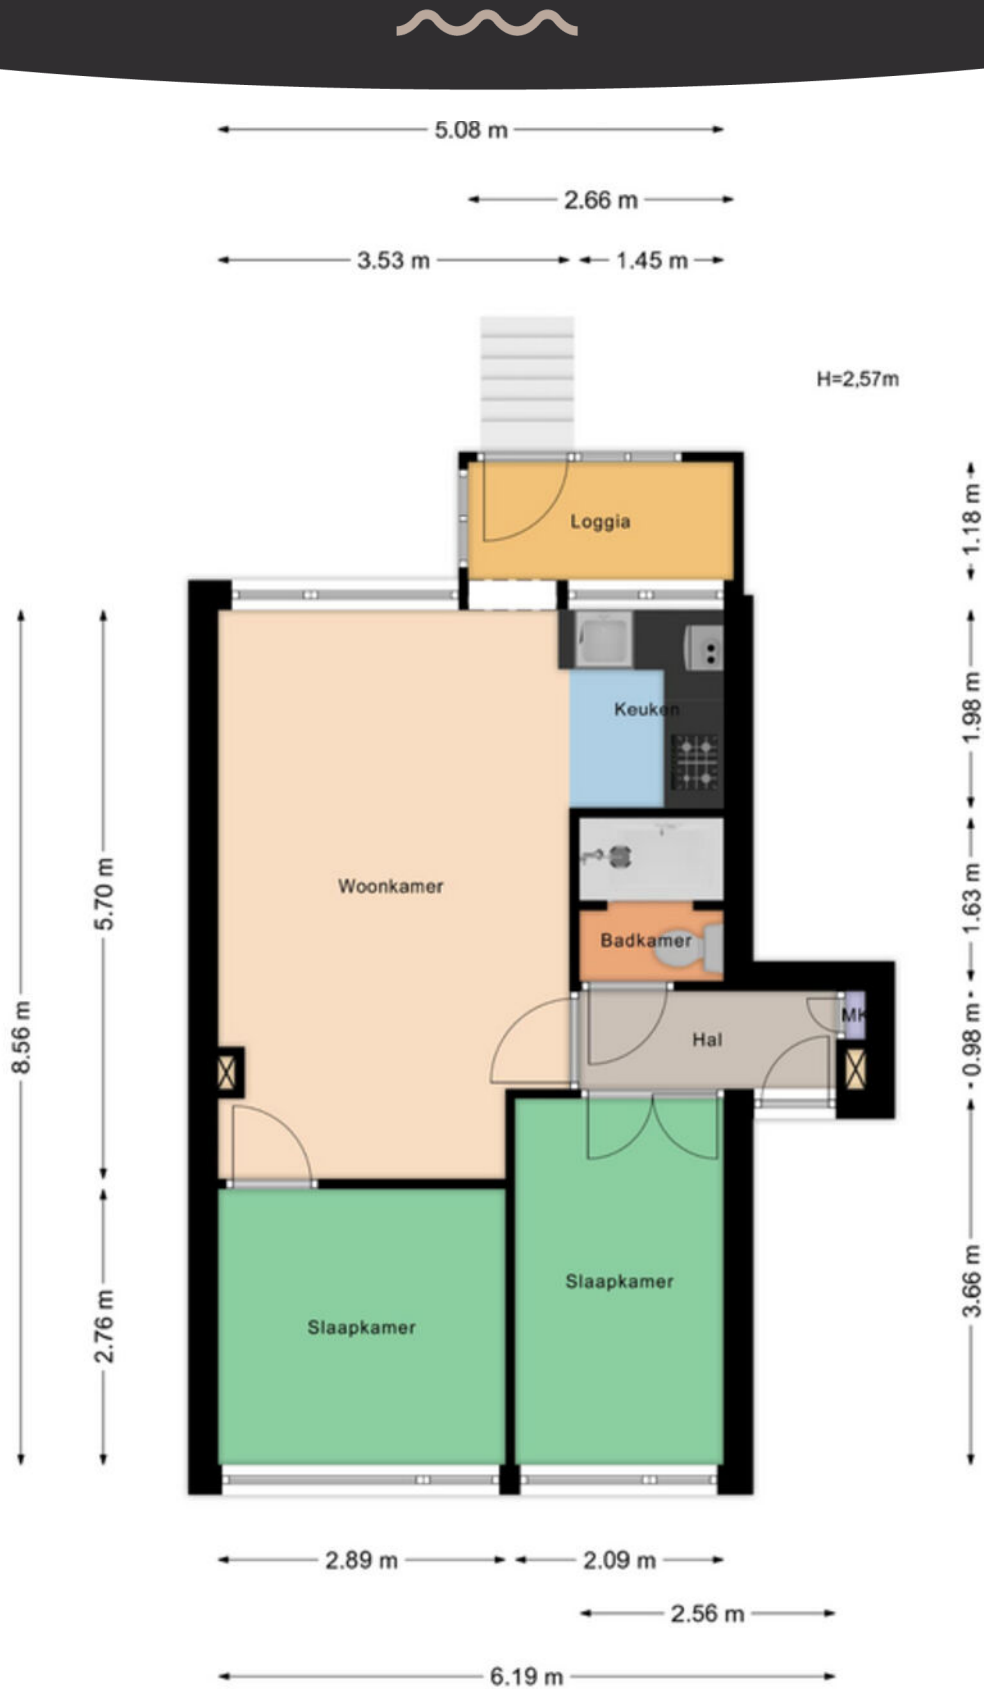 5.08 m
2.66 m
3.53 m
1.45 m
H=2,57m
Loggia
1.18 m
Keuken
1.98 m
Woonkamer
5.70 m
1.63 m
Badkamer
8.56 m
Hal
MK
0.98 m
Slaapkamer
Slaapkamer
2.76 m
3.66 m
2.89 m
2.09 m
2.56 m
6.19 m